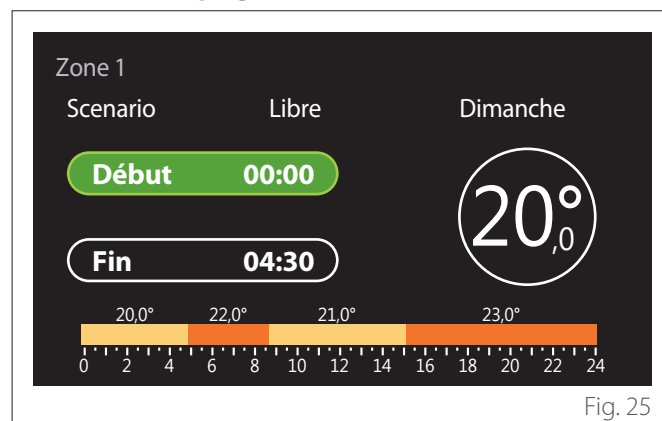 Zone 1
Scenario Libre Dimanche
Début 00:00
20°,0
Fin 04:30
20,0° 22,0° 21,0° 23,0°
0 2 4 6 8 10 12 14 16 18 20 22 24
Fig. 25